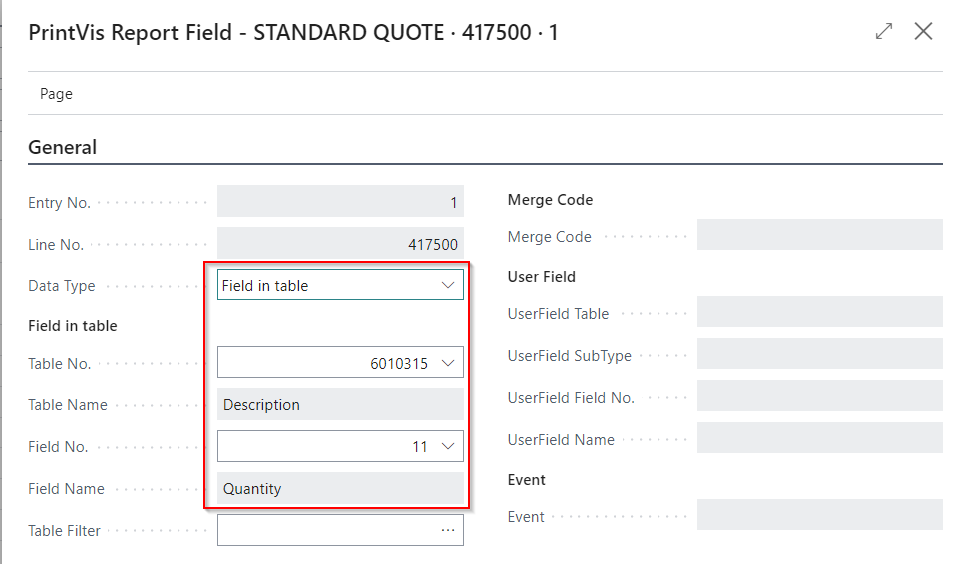 PrintVis Report Field - STANDARD QUOTE · 417500 · 1
Page
General
Entry No. 1
Line No. 417500
Data Type Field in table
Field in table
Table No. 6010315
Table Name Description
Field No. 11
Field Name Quantity
Table Filter ...
Merge Code
Merge Code
User Field
UserField Table
UserField SubType
UserField Field No.
UserField Name
Event
Event